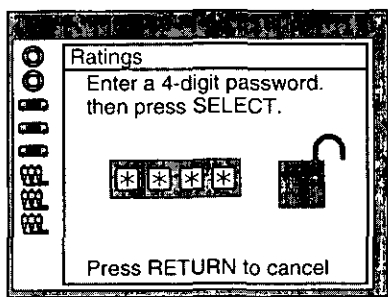 Ratings
Enter a 4-digit password.
then press SELECT.
* * * *
Press RETURN to cancel